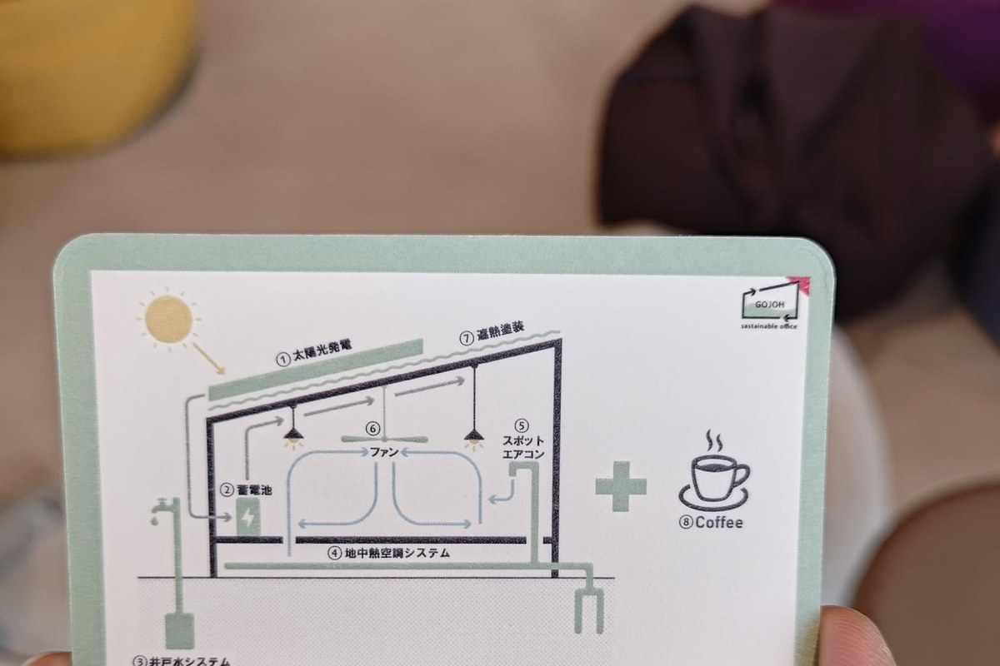 GOJOH
sastainable office
⑦遮熱塗装
①太陽光発電
⑥
ファン
⑤
スポット
エアコン
②蓄電池
⑧Coffee
④地中熱空調システム
③井戸水システム